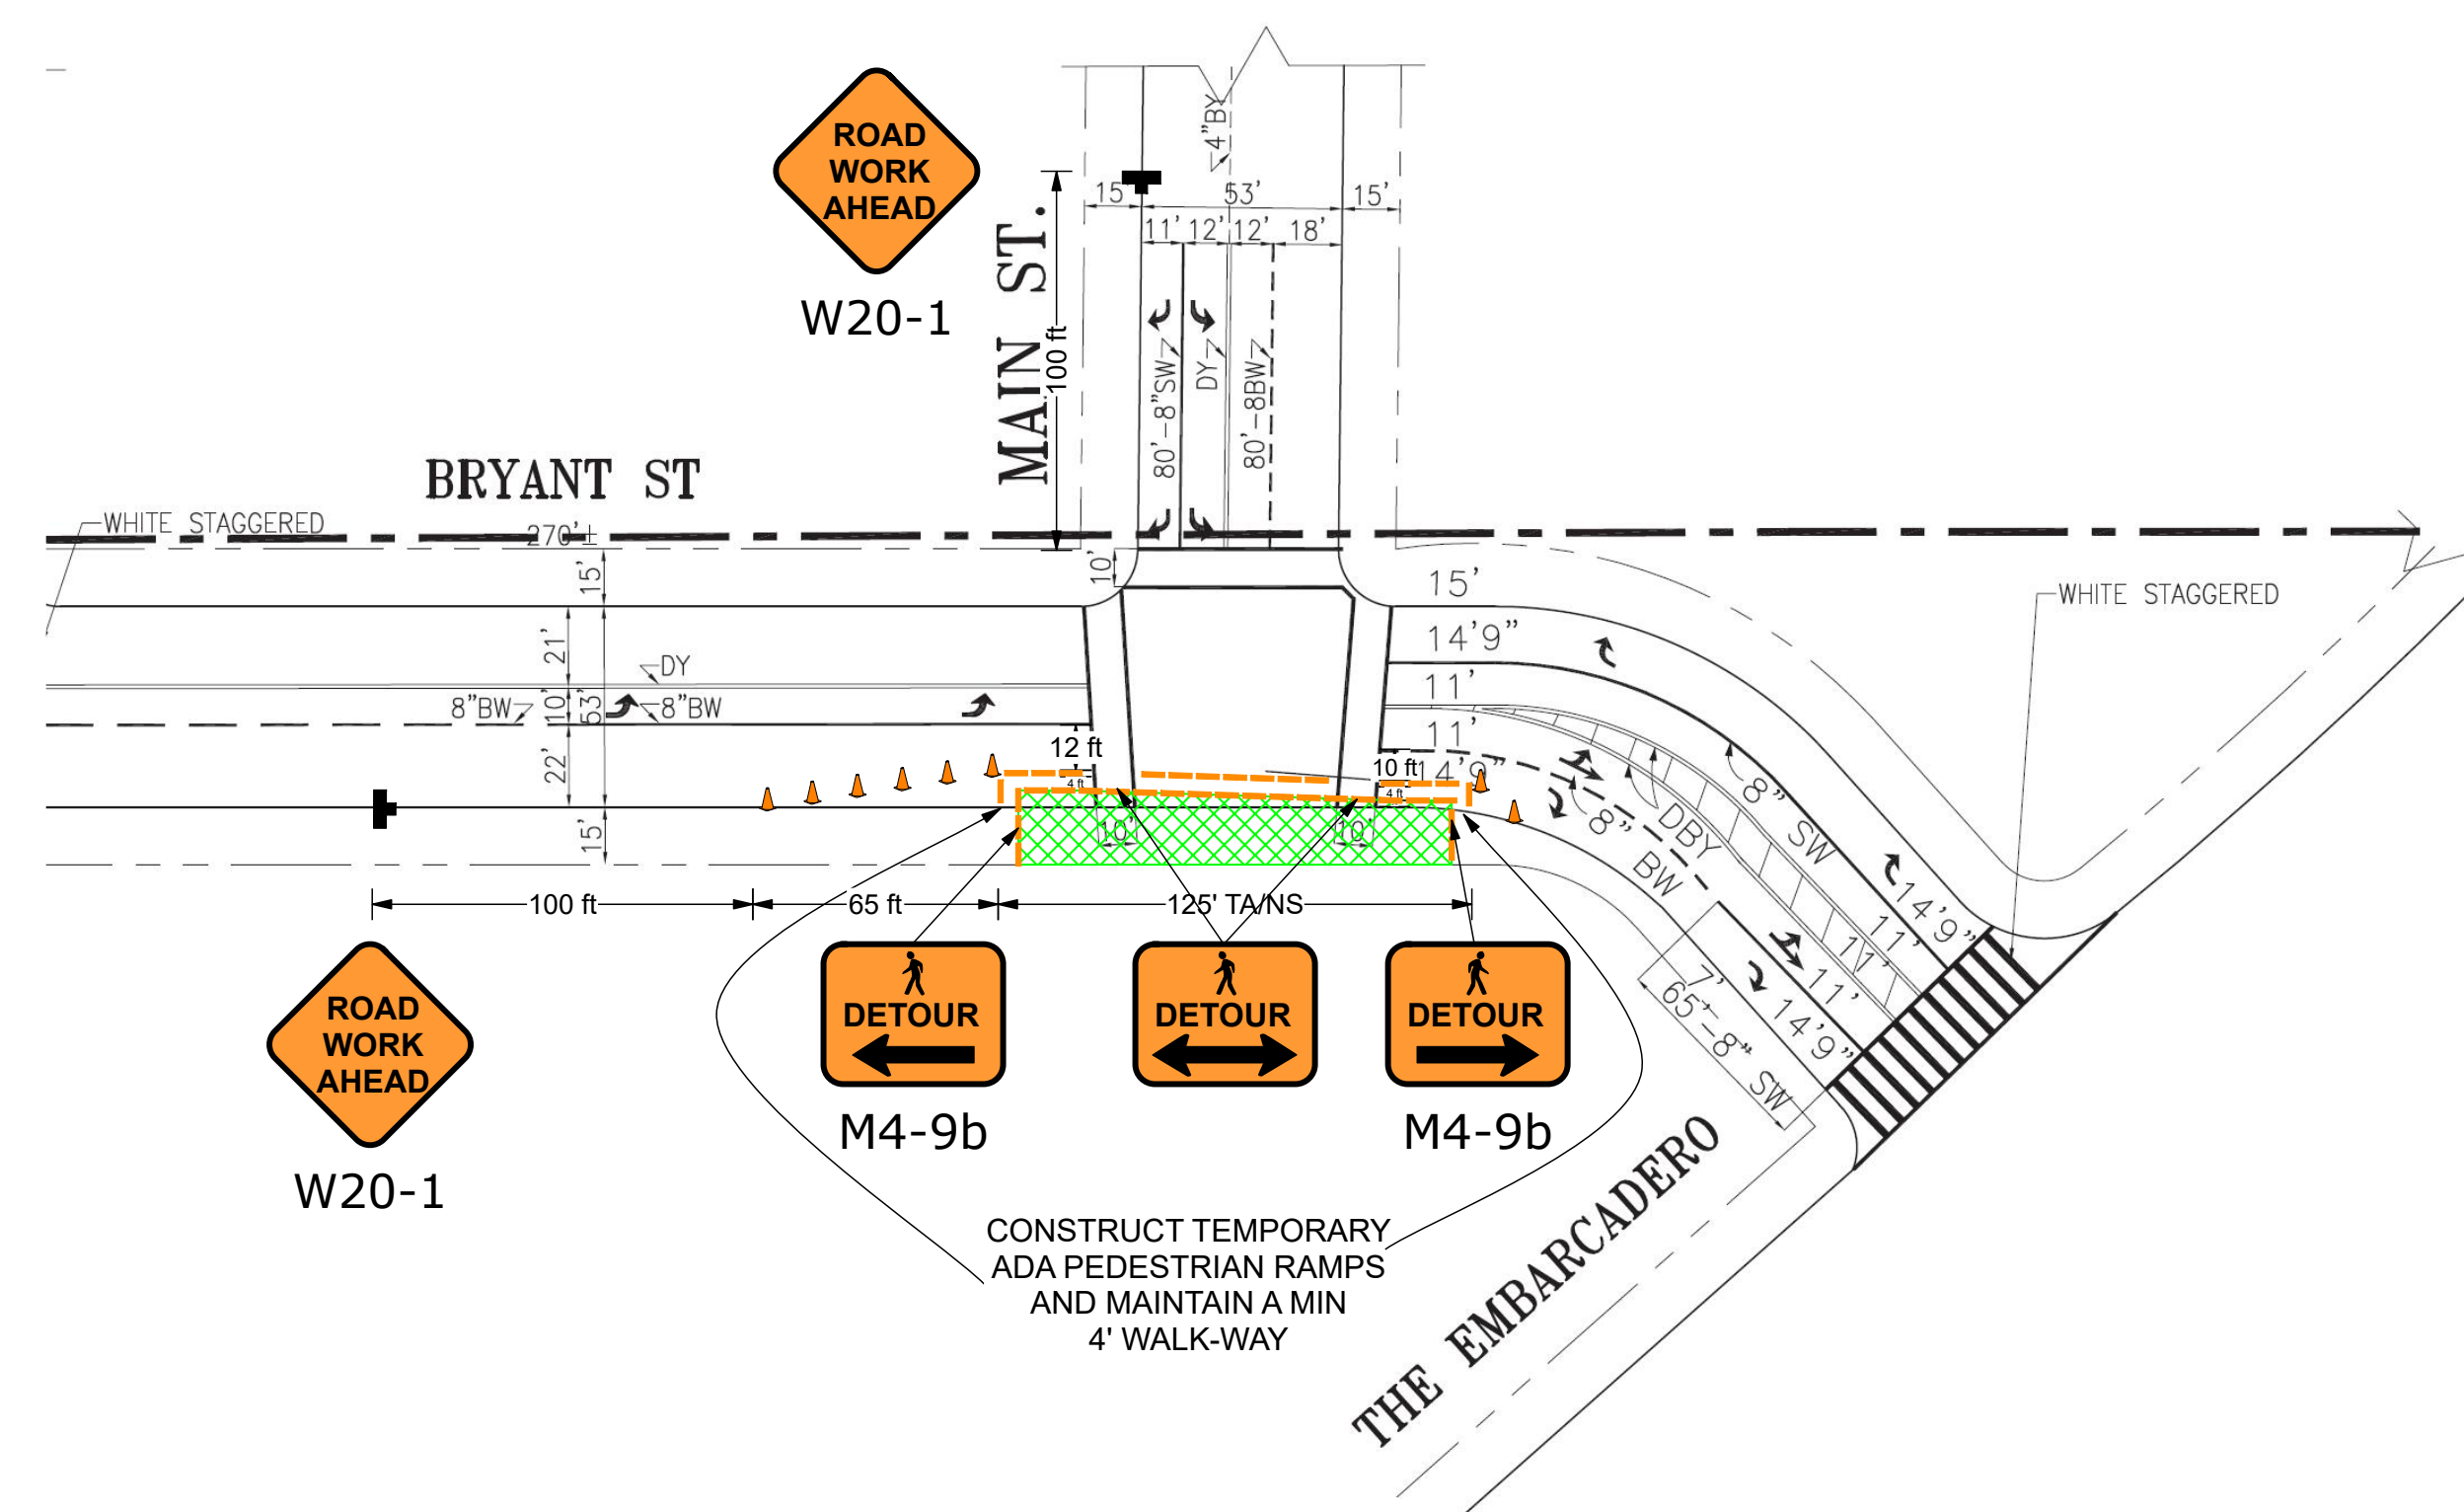 ROAD
WORK
AHEAD
W20-1
MAIN ST.
100 ft
4"BY
15'
53'
15'
11'
12'
12'
18'
80'-8"SW
DY
80'-8BW
BRYANT ST
WHITE STAGGERED
270'±
15'
10'
15'
WHITE STAGGERED
21'
DY
14'9"
8"BW
10'
53'
8"BW
11'
22'
12 ft
11'
10 ft
14'9"
4 ft
4 ft
15'
10'
10'
8"
BW
DBY
8" SW
14'9"
11'
11'
11'
7'
14'9"
65'-8" SW
100 ft
65 ft
125' TA/NS
ROAD
WORK
AHEAD
W20-1
DETOUR
M4-9b
DETOUR
DETOUR
M4-9b
CONSTRUCT TEMPORARY
ADA PEDESTRIAN RAMPS
AND MAINTAIN A MIN
4' WALK-WAY
THE EMBARCADERO